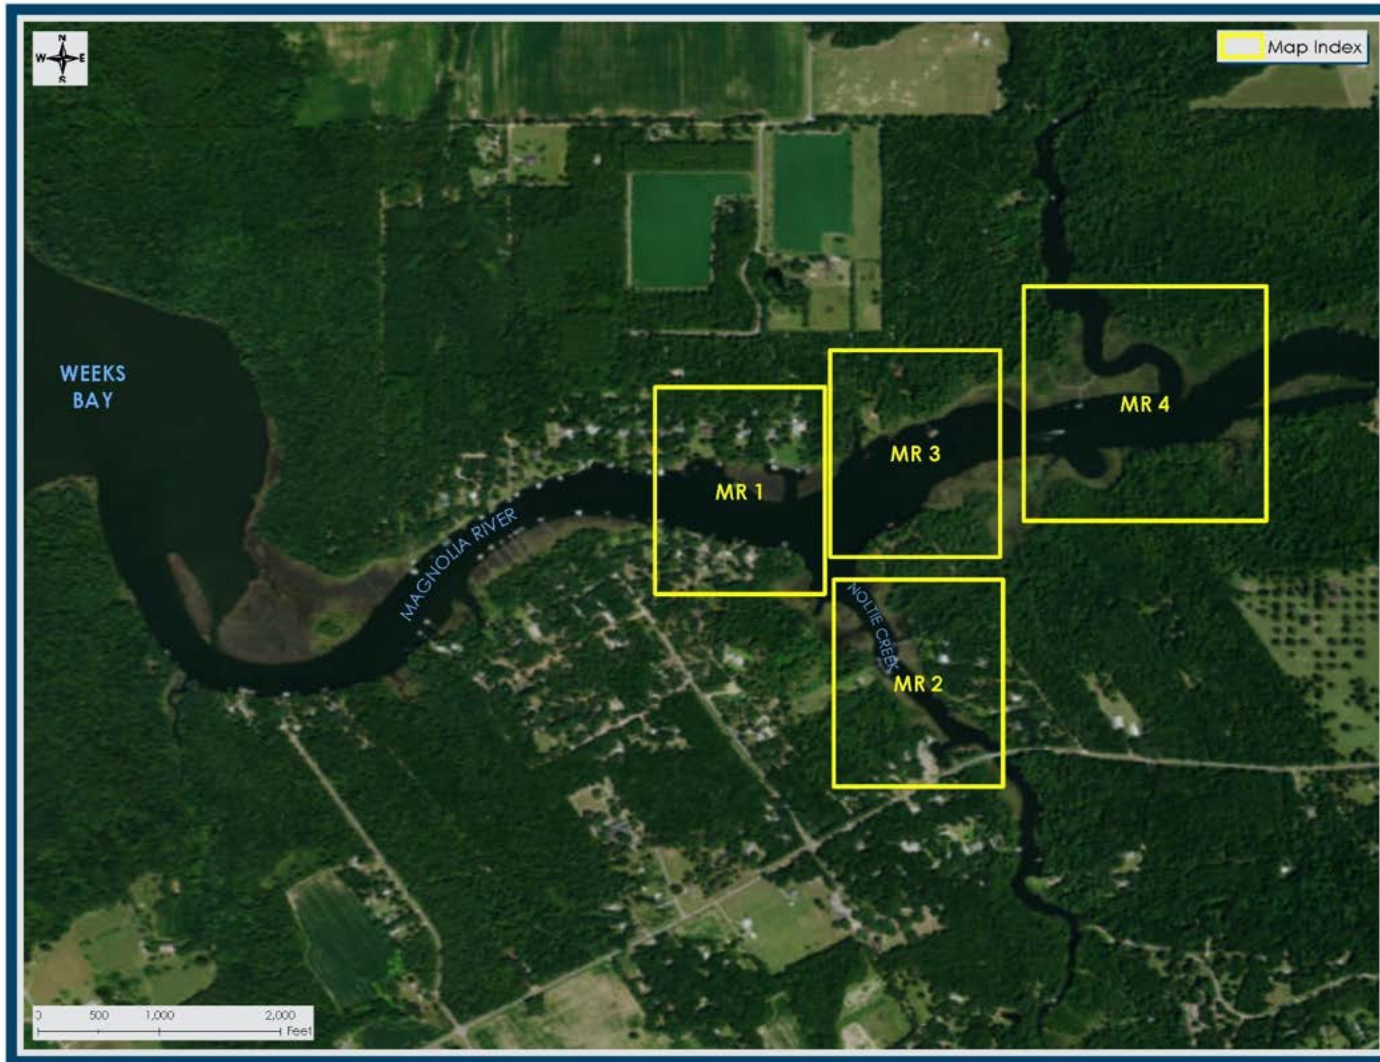 N
W E
S
Map Index
WEEKS
BAY
MR 4
MR 3
MR 1
MAGNOLIA RIVER
NOLTIE CREEK
MR 2
0 500 1,000 2,000
Feet